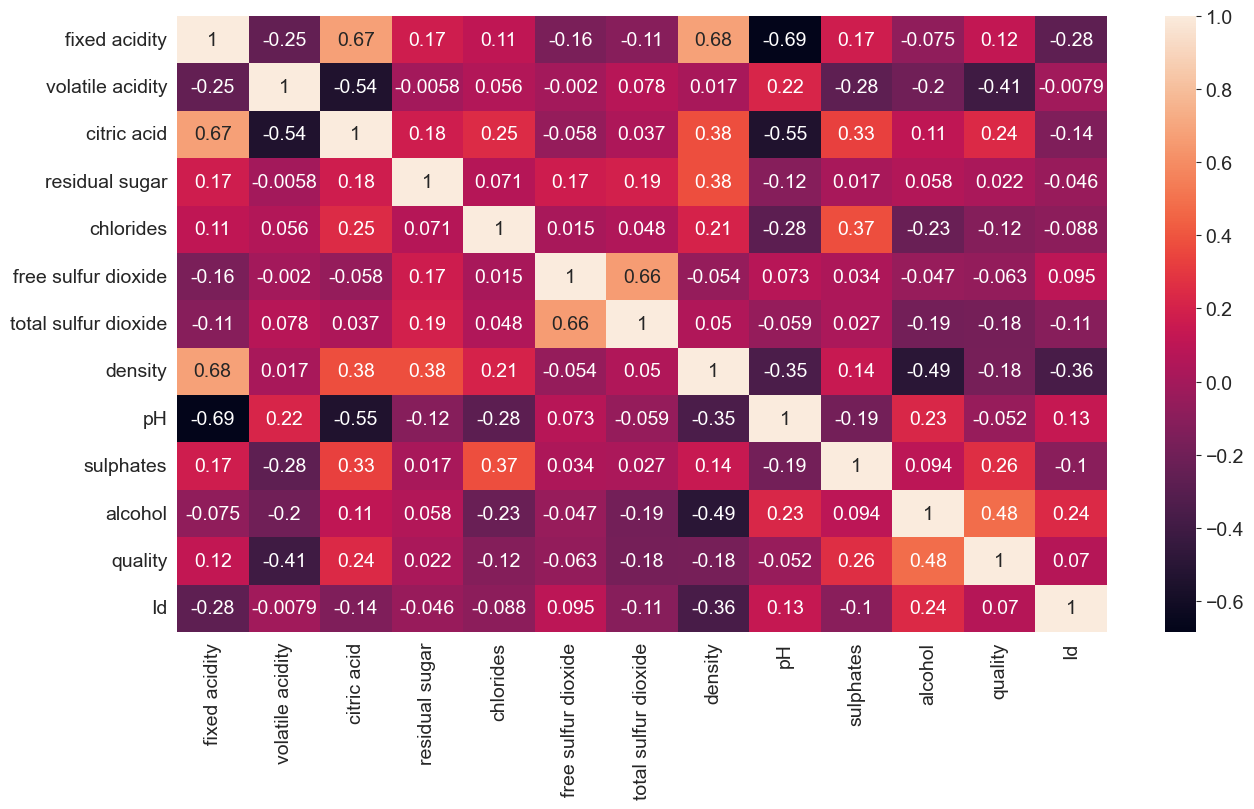 fixed acidity 1 -0.25 0.67 0.17 0.11 -0.16 -0.11 0.68 -0.69 0.17 -0.075 0.12 -0.28
volatile acidity -0.25 1 -0.54 -0.0058 0.056 -0.002 0.078 0.017 0.22 -0.28 -0.2 -0.41 -0.0079
citric acid 0.67 -0.54 1 0.18 0.25 -0.058 0.037 0.38 -0.55 0.33 0.11 0.24 -0.14
residual sugar 0.17 -0.0058 0.18 1 0.071 0.17 0.19 0.38 -0.12 0.017 0.058 0.022 -0.046
chlorides 0.11 0.056 0.25 0.071 1 0.015 0.048 0.21 -0.28 0.37 -0.23 -0.12 -0.088
free sulfur dioxide -0.16 -0.002 -0.058 0.17 0.015 1 0.66 -0.054 0.073 0.034 -0.047 -0.063 0.095
total sulfur dioxide -0.11 0.078 0.037 0.19 0.048 0.66 1 0.05 -0.059 0.027 -0.19 -0.18 -0.11
density 0.68 0.017 0.38 0.38 0.21 -0.054 0.05 1 -0.35 0.14 -0.49 -0.18 -0.36
pH -0.69 0.22 -0.55 -0.12 -0.28 0.073 -0.059 -0.35 1 -0.19 0.23 -0.052 0.13
sulphates 0.17 -0.28 0.33 0.017 0.37 0.034 0.027 0.14 -0.19 1 0.094 0.26 -0.1
alcohol -0.075 -0.2 0.11 0.058 -0.23 -0.047 -0.19 -0.49 0.23 0.094 1 0.48 0.24
quality 0.12 -0.41 0.24 0.022 -0.12 -0.063 -0.18 -0.18 -0.052 0.26 0.48 1 0.07
Id -0.28 -0.0079 -0.14 -0.046 -0.088 0.095 -0.11 -0.36 0.13 -0.1 0.24 0.07 1
fixed acidity
volatile acidity
citric acid
residual sugar
chlorides
free sulfur dioxide
total sulfur dioxide
density
pH
sulphates
alcohol
quality
Id
1.0
0.8
0.6
0.4
0.2
0.0
−0.2
−0.4
−0.6